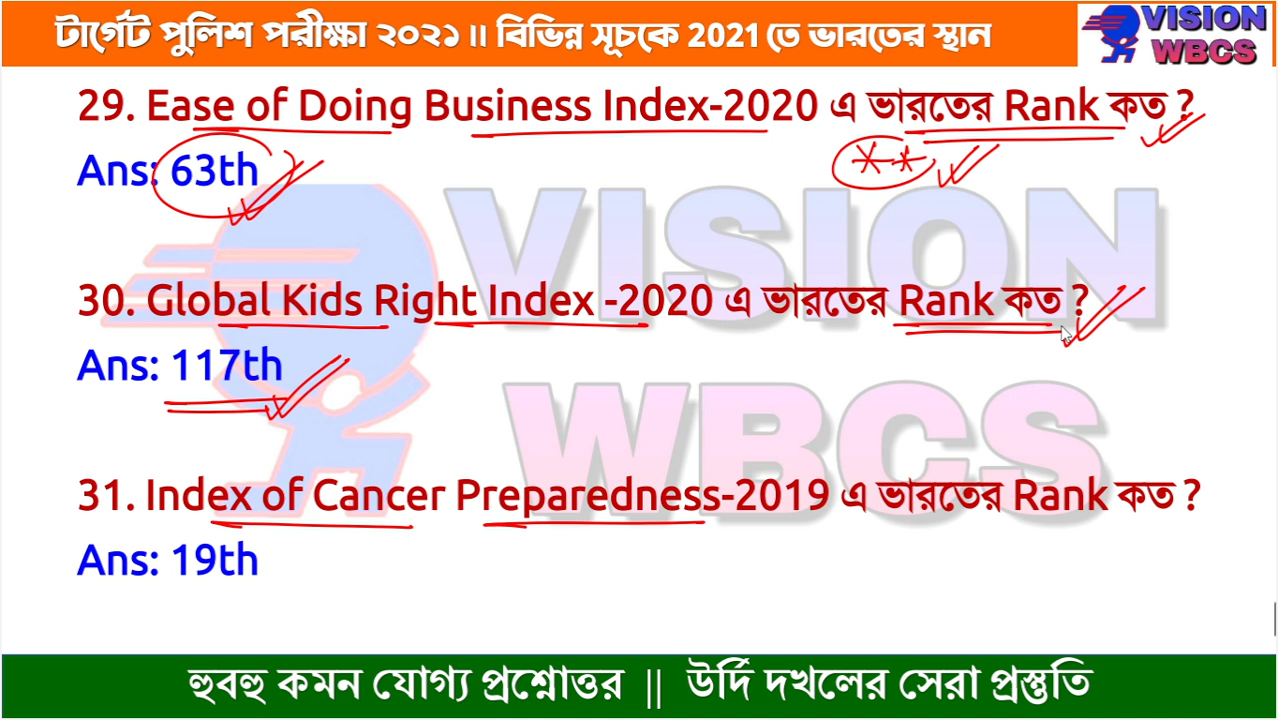 টার্গেট পুলিশ পরীক্ষা ২০২১ ॥ বিভিন্ন সূচকে 2021 তে ভারতের স্থান
VISION
WBCS
29. Ease of Doing Business Index-2020 এ ভারতের Rank কত ?
Ans: 63th
30. Global Kids Right Index -2020 এ ভারতের Rank কত ?
Ans: 117th
31. Index of Cancer Preparedness-2019 এ ভারতের Rank কত ?
Ans: 19th
VISION
WBCS
হুবহু কমন যোগ্য প্রশ্নোত্তর || উর্দি দখলের সেরা প্রস্তুতি